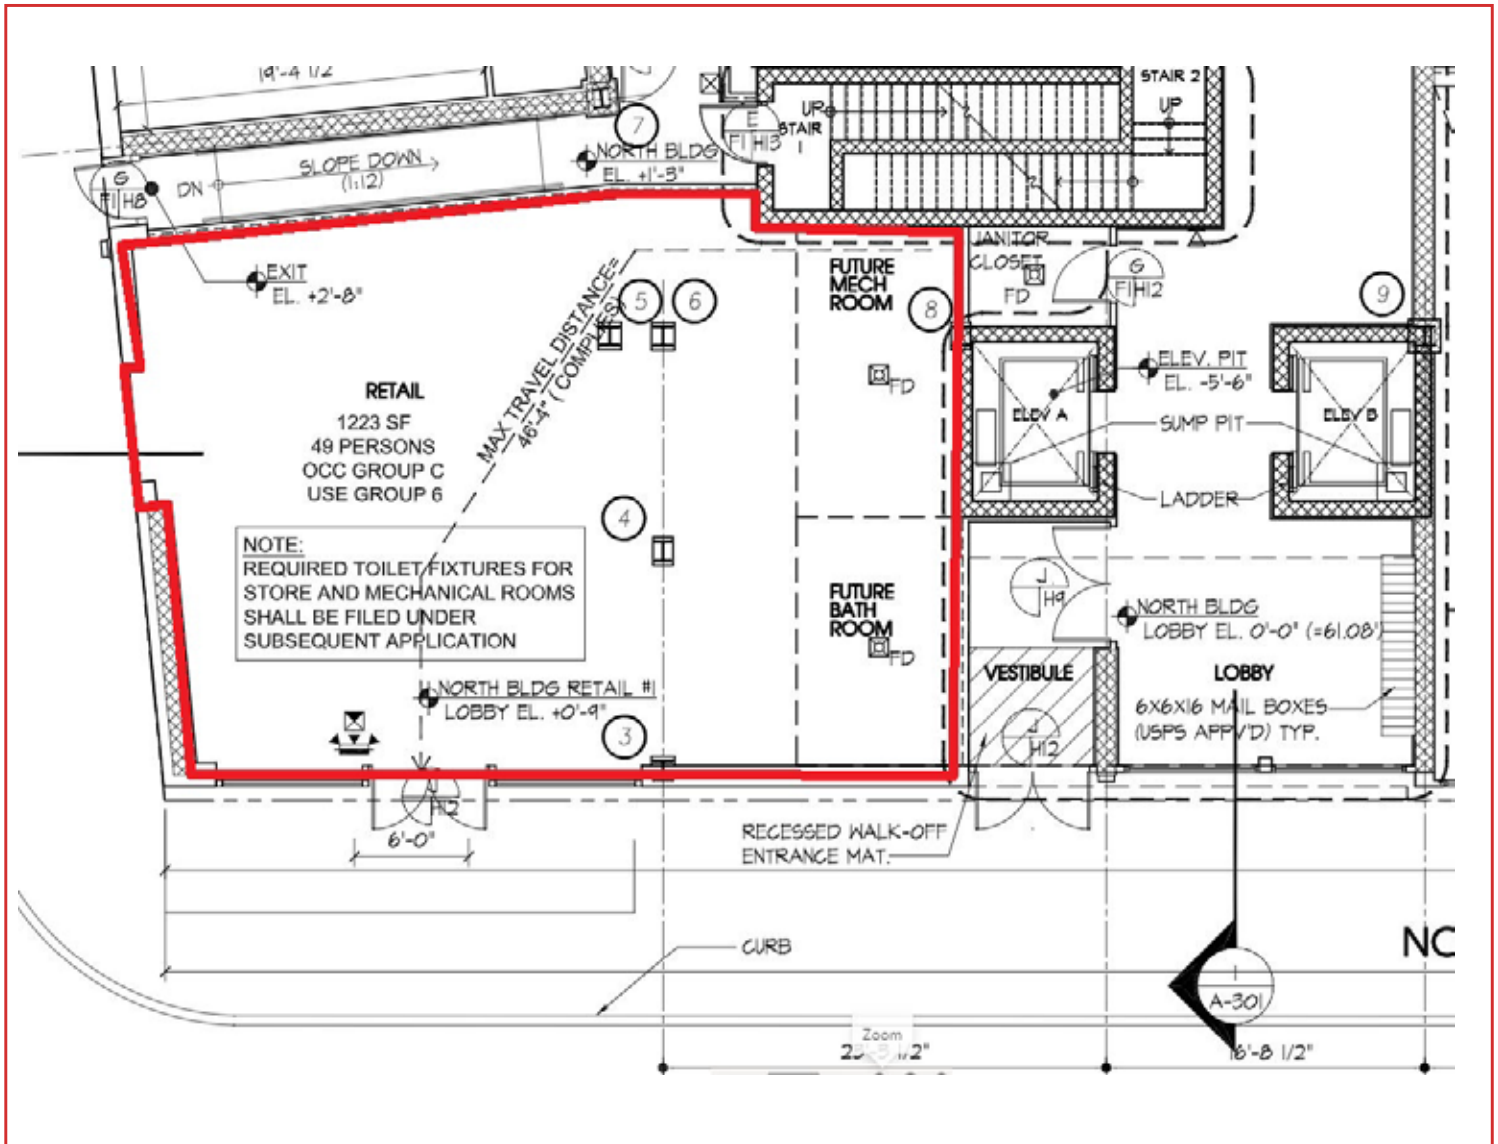 19'-4 1/2
STAIR 2
UP
UP
STAIR
1
E
F1 H13
7
NORTH BLDG
EL. +1'-3"
SLOPE DOWN
(1:12)
DN
G
F1 H8
EXIT
EL. +2'-8"
JANITOR
CLOSET
FD
G
F1 H12
FUTURE
MECH
ROOM
5
6
8
9
MAX TRAVEL DISTANCE=
46'-4" (COMPLIES)
FD
ELEV. PIT
EL. -5'-6"
ELEV A
ELEV B
SUMP PIT
LADDER
RETAIL
1223 SF
49 PERSONS
OCC GROUP C
USE GROUP 6
4
NOTE:
REQUIRED TOILET FIXTURES FOR
STORE AND MECHANICAL ROOMS
SHALL BE FILED UNDER
SUBSEQUENT APPLICATION
FUTURE
BATH
ROOM
FD
J
H9
NORTH BLDG
LOBBY EL. 0'-0" (=61.08')
VESTIBULE
LOBBY
6X6X16 MAIL BOXES
(USPS APPV'D) TYP.
NORTH BLDG RETAIL #1
LOBBY EL. +0'-9"
3
J
H12
H12
6'-0"
RECESSED WALK-OFF
ENTRANCE MAT.
CURB
NO
1
A-301
Zoom
16'-8 1/2"